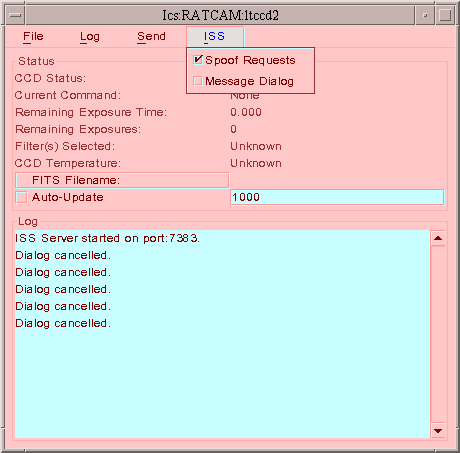 Ics:RATCAM:ltccd2
File Log Send ISS
Spoof Requests
Message Dialog
Status
CCD Status:
Current Command: None
Remaining Exposure Time: 0.000
Remaining Exposures: 0
Filter(s) Selected: Unknown
CCD Temperature: Unknown
FITS Filename:
Auto-Update 1000
Log
ISS Server started on port:7383.
Dialog cancelled.
Dialog cancelled.
Dialog cancelled.
Dialog cancelled.
Dialog cancelled.